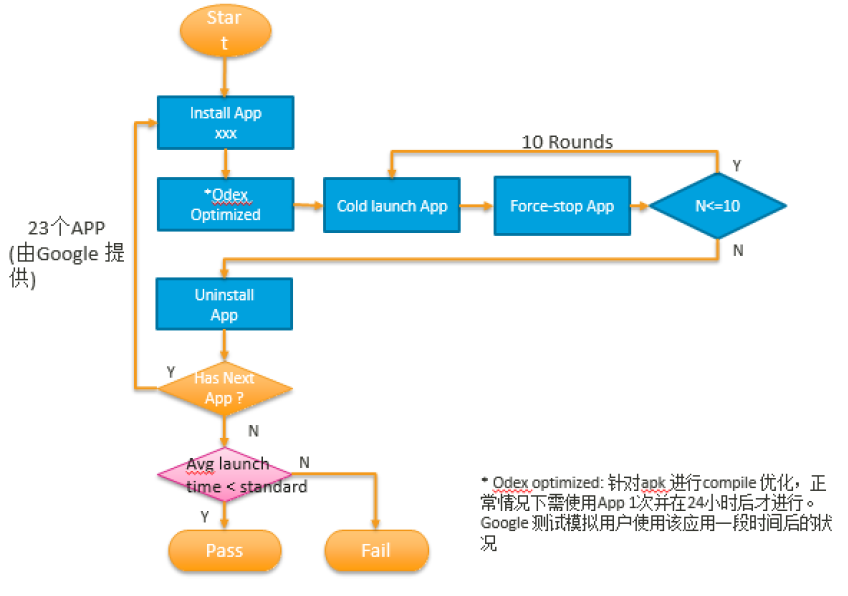 Star
t
Install App
xxx
10 Rounds
Y
*Odex
Optimized
Cold launch App
Force-stop App
N<=10
23个APP
(由Google 提
供)
N
Uninstall
App
Y
Has Next
App ?
N
Avg launch
time < standard
N
Y
Pass
Fail
* Odex optimized: 针对apk 进行compile 优化，正
常情况下需使用App 1次并在24小时后才进行。
Google 测试模拟用户使用该应用一段时间后的状
况